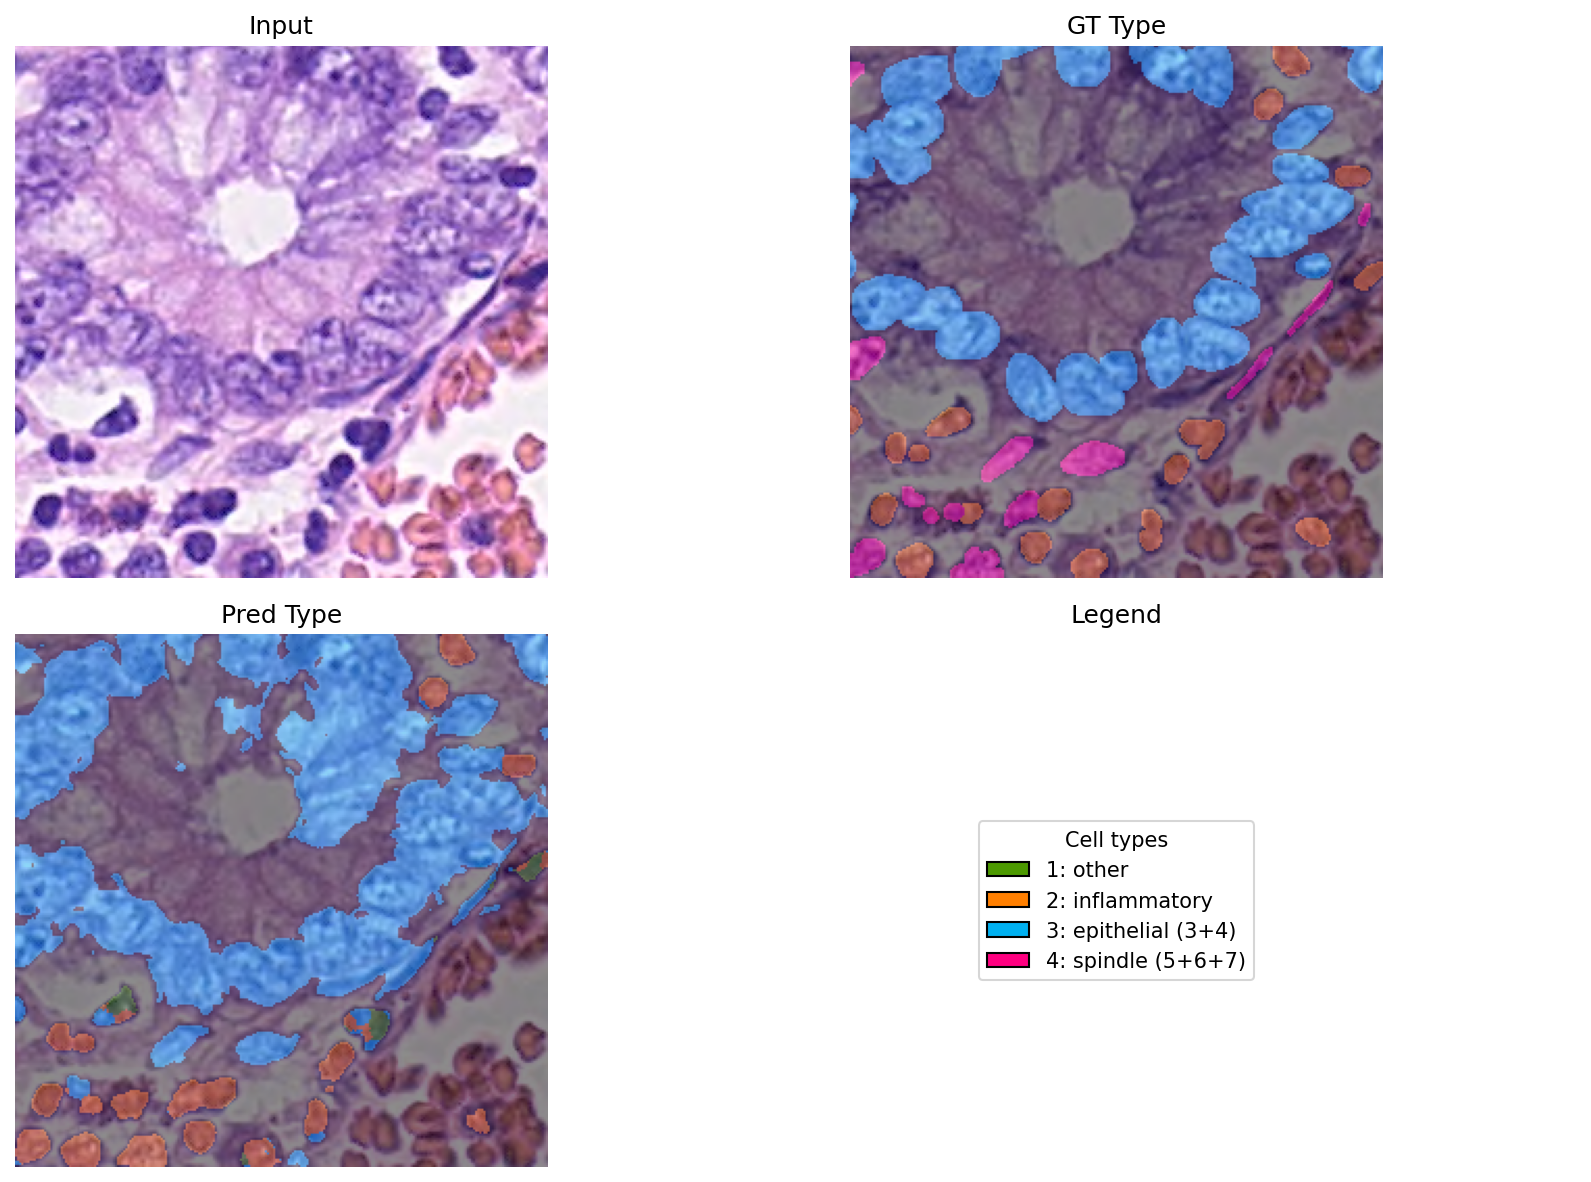 Input
GT Type
Pred Type
Legend
Cell types
1: other
2: inflammatory
3: epithelial (3+4)
4: spindle (5+6+7)